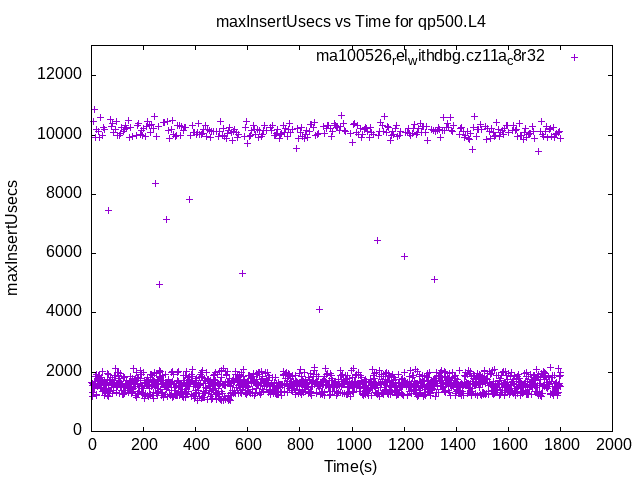 maxInsertUsecs vs Time for qp500.L4
ma100526relwithdbg.cz11ac8r32
12000
10000
8000
6000
4000
2000
0
maxInsertUsecs
0 200 400 600 800 1000 1200 1400 1600 1800 2000
Time(s)